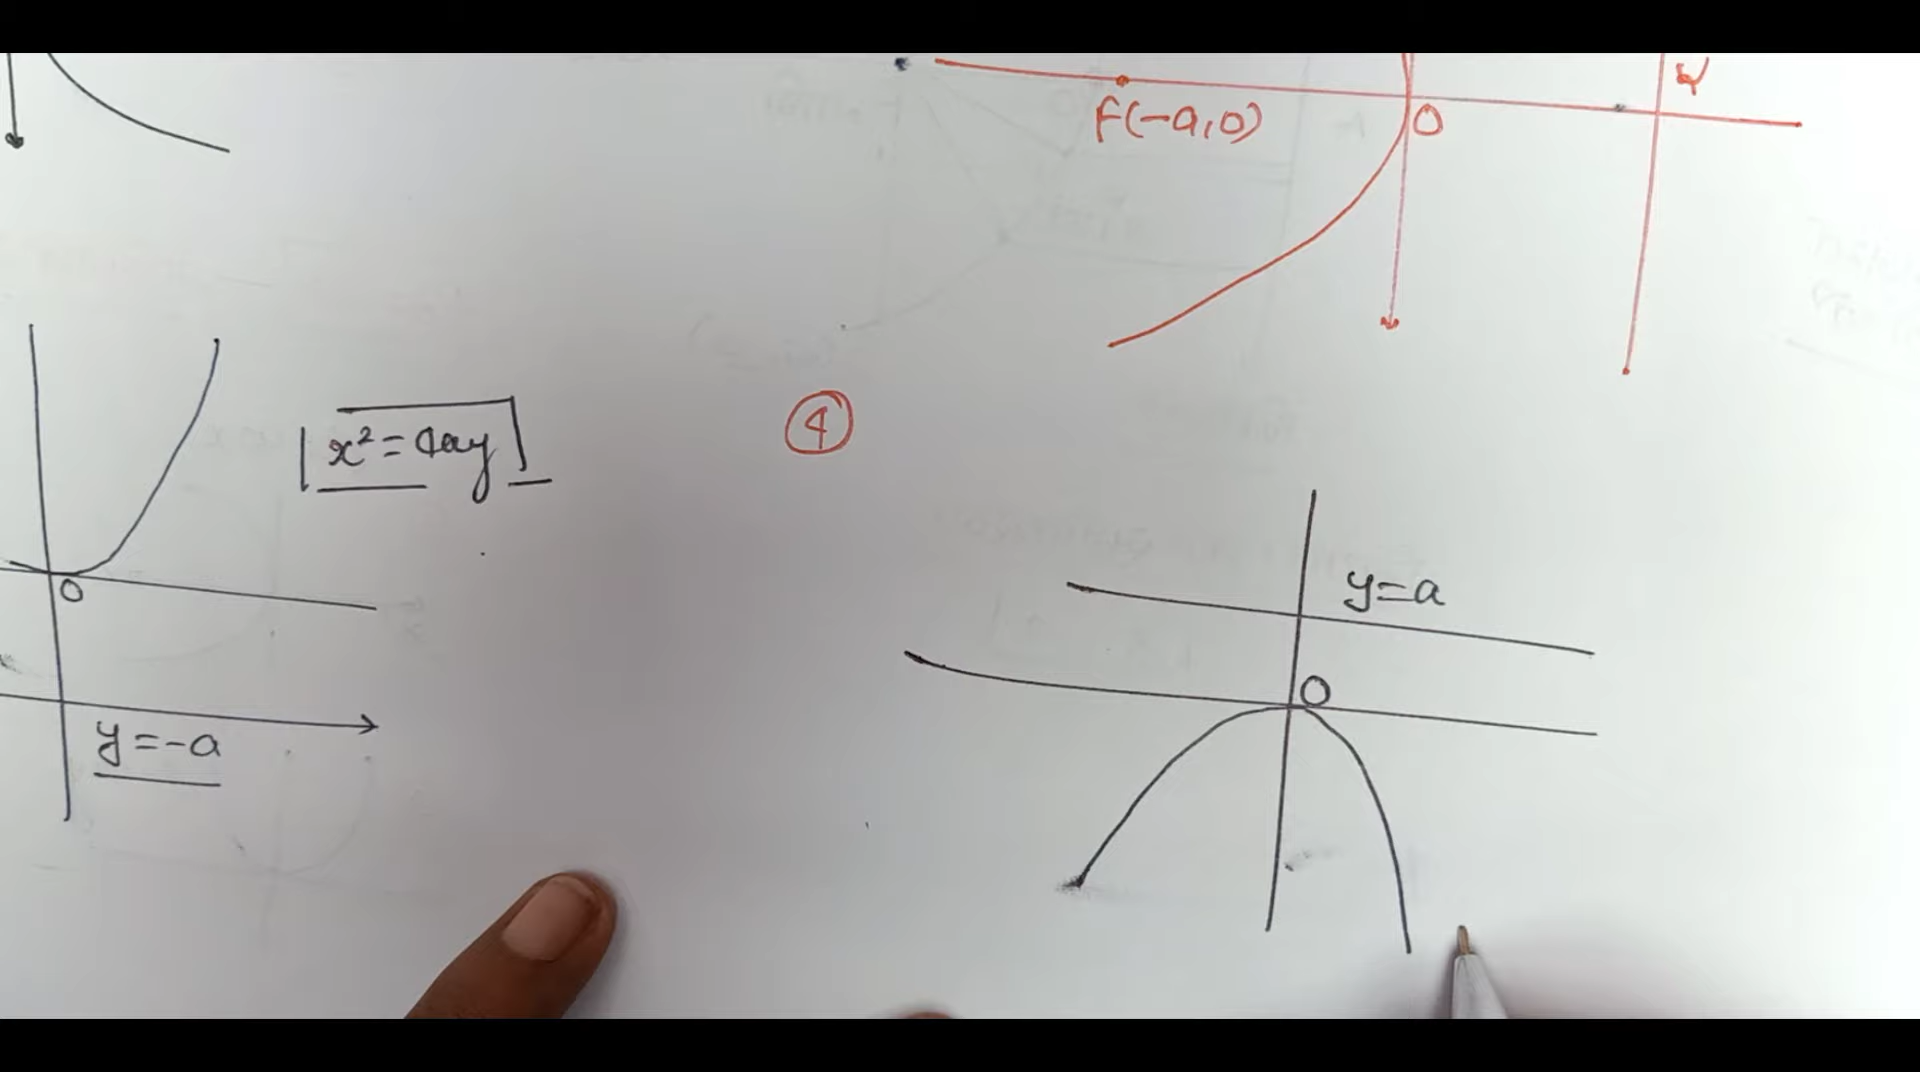 F(-a,0)
O
x² = 4ay
④
y=a
O
O
y=-a